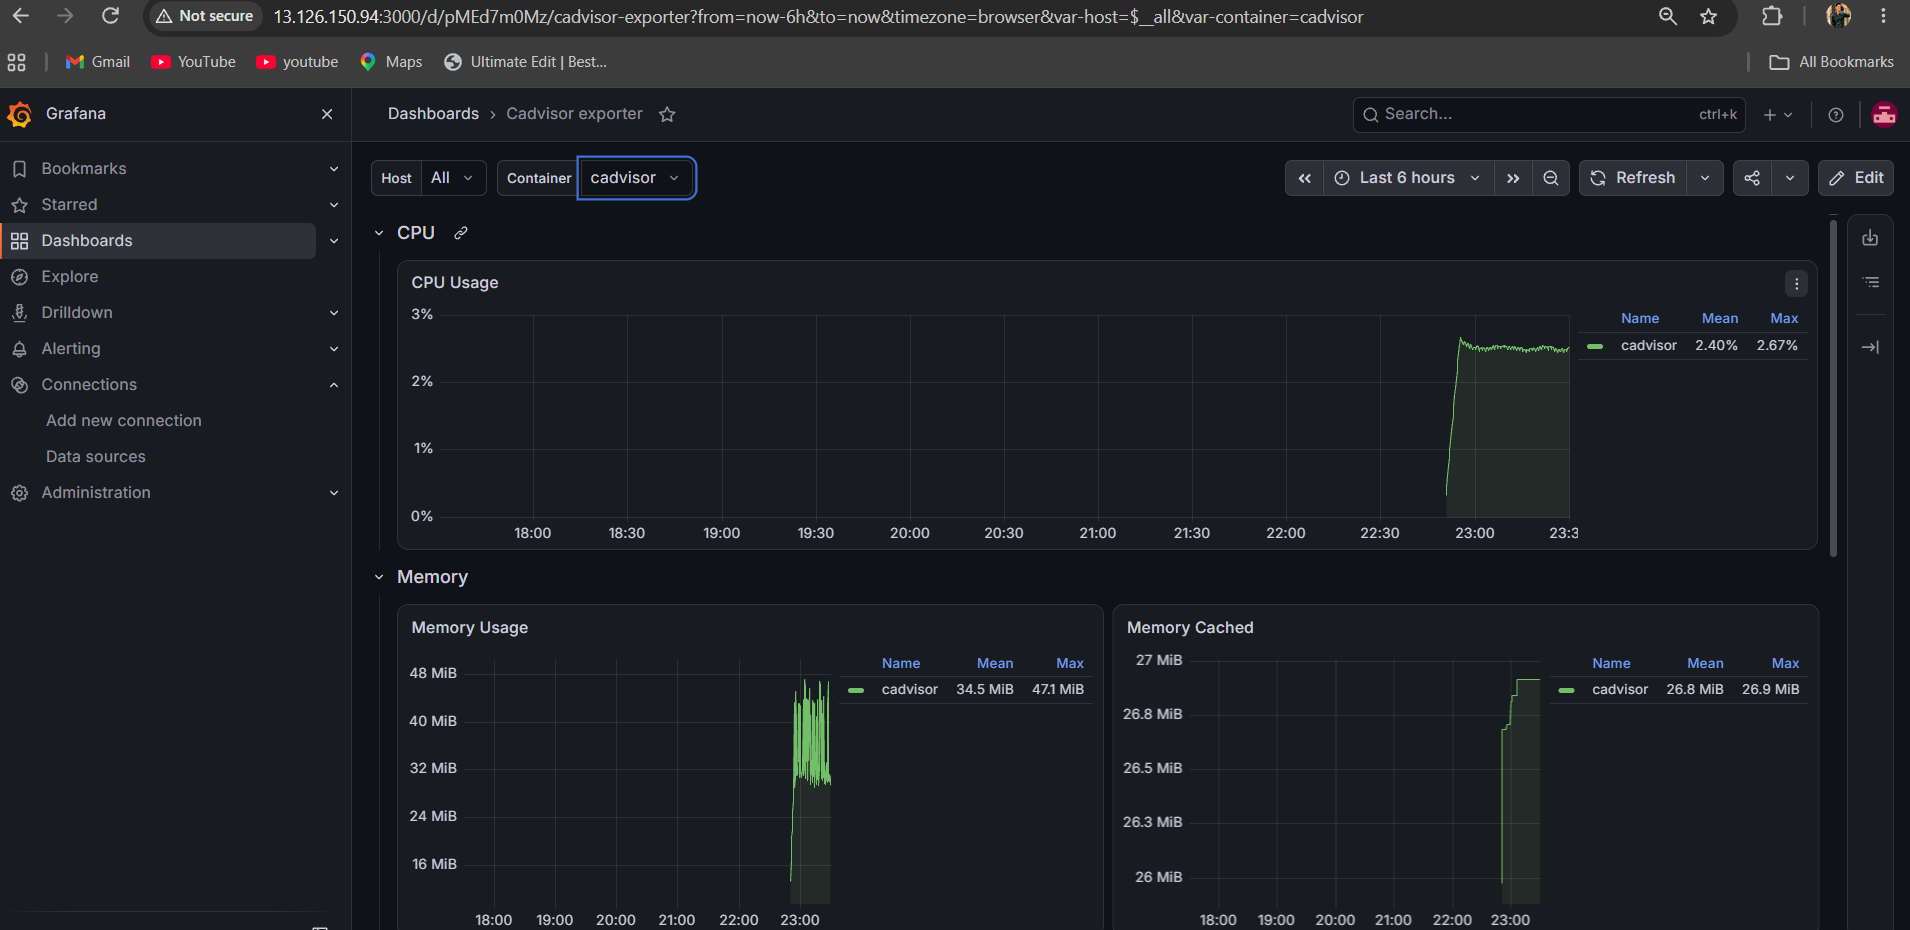 Not secure 13.126.150.94:3000/d/pMEd7m0Mz/cadvisor-exporter?from=now-6h&to=now&timezone=browser&var-host=$__all&var-container=cadvisor
Gmail YouTube youtube Maps Ultimate Edit | Best... All Bookmarks
Grafana
Dashboards › Cadvisor exporter
Search... ctrl+k
Bookmarks
Starred
Dashboards
Explore
Drilldown
Alerting
Connections
Add new connection
Data sources
Administration
Host All Container cadvisor
Last 6 hours Refresh Edit
CPU
CPU Usage
3%
2%
1%
0%
18:00 18:30 19:00 19:30 20:00 20:30 21:00 21:30 22:00 22:30 23:00 23:3
Name Mean Max
cadvisor 2.40% 2.67%
Memory
Memory Usage
48 MiB
40 MiB
32 MiB
24 MiB
16 MiB
18:00 19:00 20:00 21:00 22:00 23:00
Name Mean Max
cadvisor 34.5 MiB 47.1 MiB
Memory Cached
27 MiB
26.8 MiB
26.5 MiB
26.3 MiB
26 MiB
18:00 19:00 20:00 21:00 22:00 23:00
Name Mean Max
cadvisor 26.8 MiB 26.9 MiB